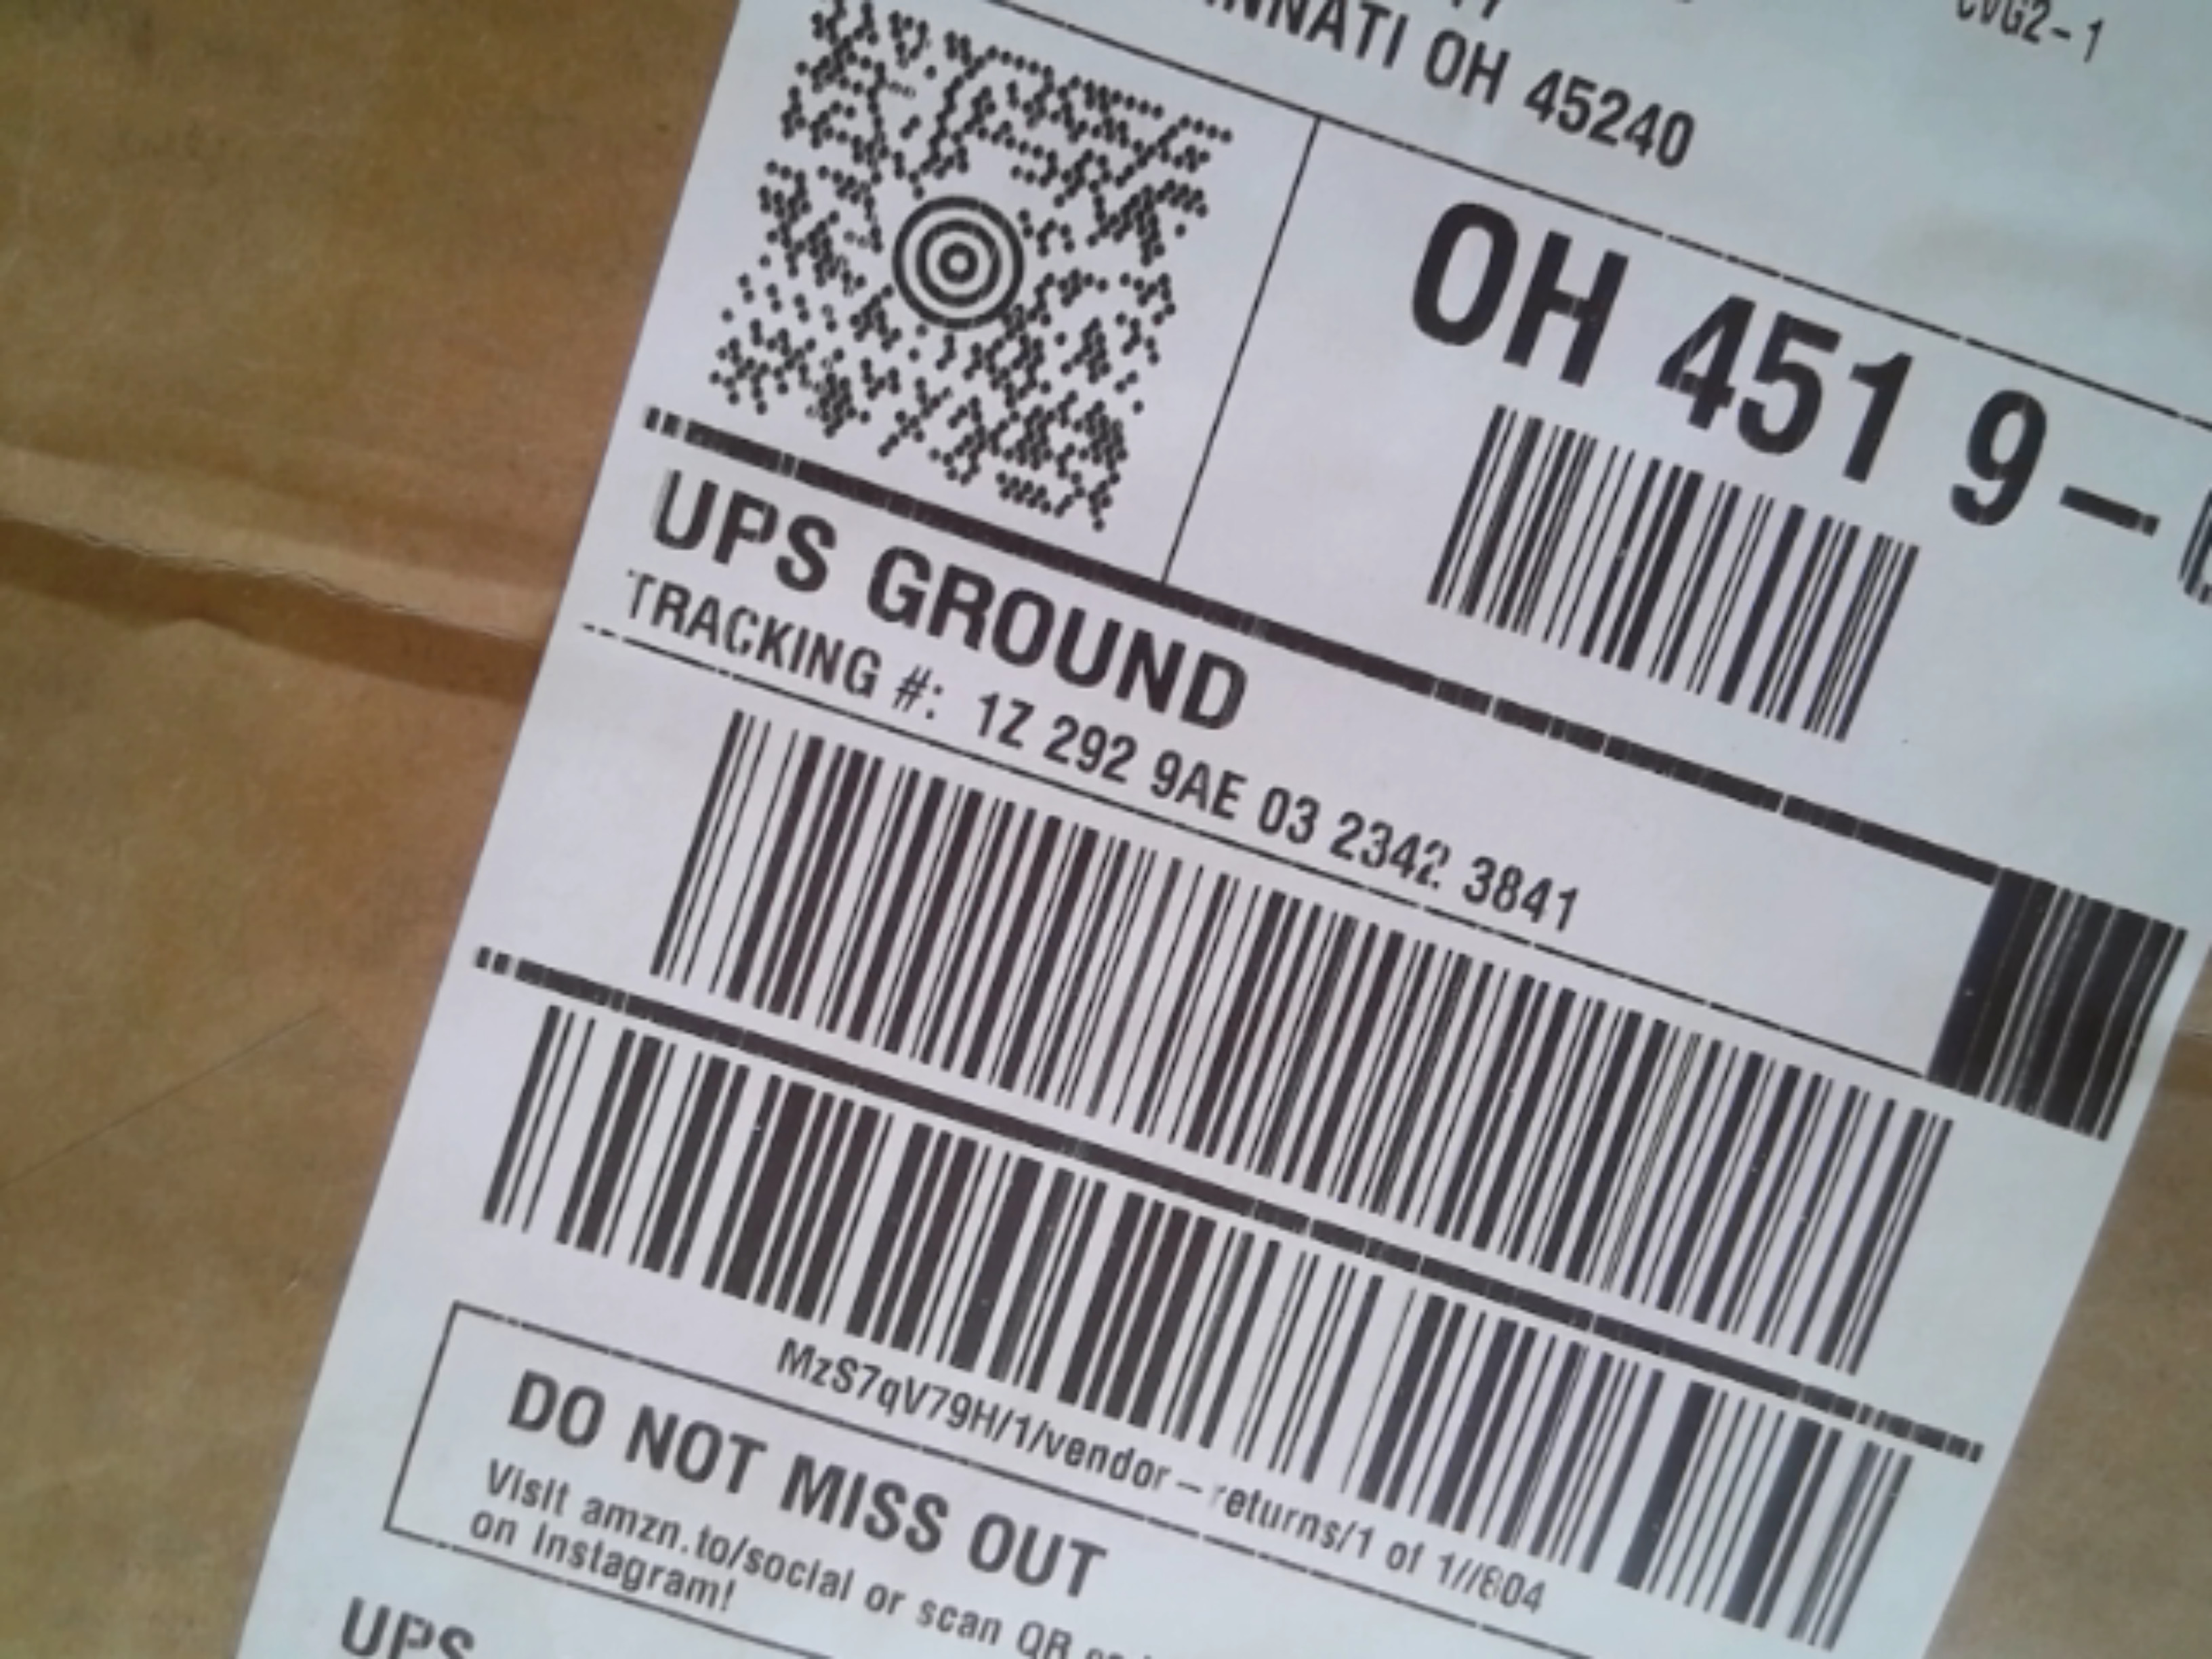 CVG2-1
OH 45240
OH 451 9-
UPS GROUND
TRACKING #: 1Z 292 9AE 03 2342 3841
MzS7qV79H/1/vendor-returns/1 of 1//804
DO NOT MISS OUT
Visit amzn.to/social or scan QR
on Instagram!
UPS